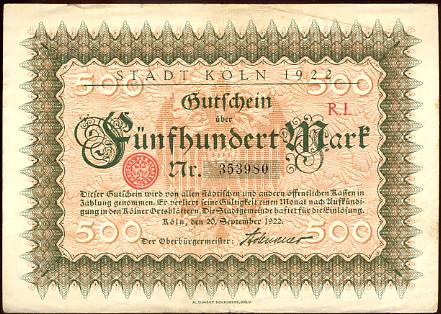 500 500
STADT KÖLN 1922
Gutschein
über
R.I.
Fünfhundert Mark
Nr. 353980
Dieser Gutschein wird von allen städtischen und andern öffentlichen Kassen in
Zahlung genommen. Er verliert seine Gültigkeit einen Monat nach Aufkündi-
gung in den Kölner Ortsblättern. Die Stadtgemeinde haftet für die Einlösung.
Köln, den 20. September 1922.
Der Oberbürgermeister:
500 500